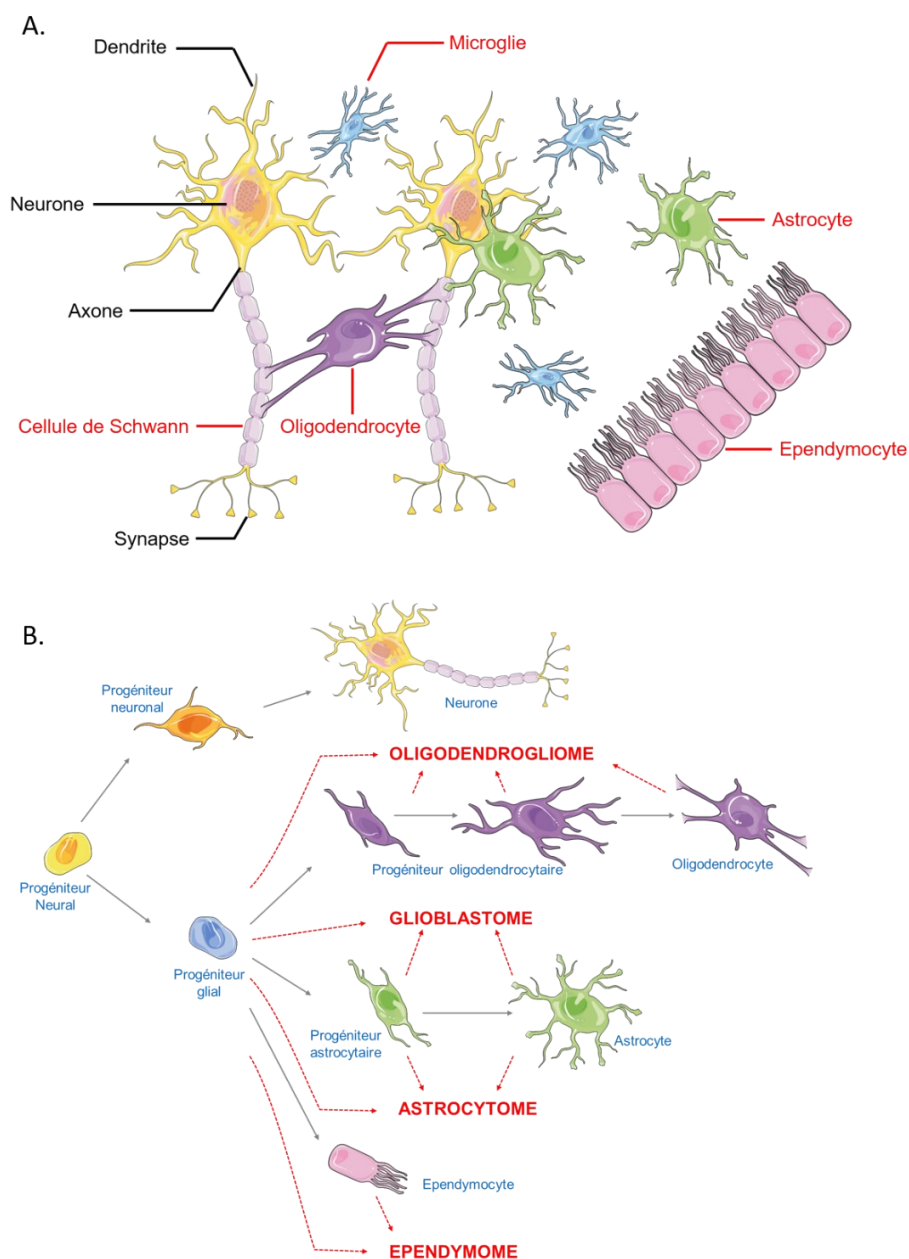 A.
Dendrite
Microglie
Neurone
Astrocyte
Axone
Cellule de Schwann
Oligodendrocyte
Ependymocyte
Synapse
B.
Progéniteur
neuronal
Neurone
OLIGODENDROGLIOME
Progéniteur
Neural
Progéniteur oligodendrocytaire
Oligodendrocyte
GLIOBLASTOME
Progéniteur
glial
Progéniteur
astrocytaire
Astrocyte
ASTROCYTOME
Ependymocyte
EPENDYMOME